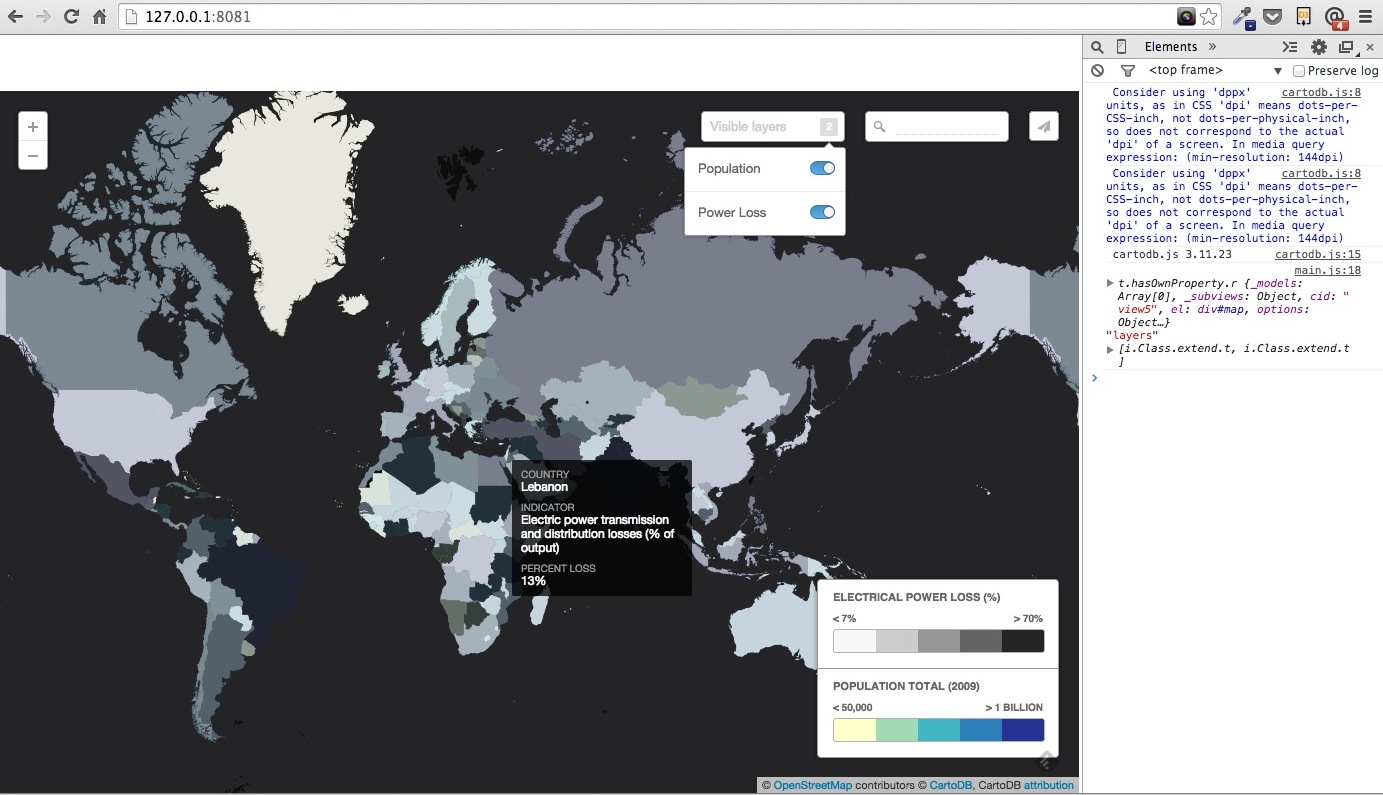 127.0.0.1:8081
4
Elements »
<top frame>
Preserve log
+
−
Visible layers 2
Population
Power Loss
COUNTRY
Lebanon
INDICATOR
Electric power transmission
and distribution losses (% of
output)
PERCENT LOSS
13%
ELECTRICAL POWER LOSS (%)
< 7% > 70%
POPULATION TOTAL (2009)
< 50,000 > 1 BILLION
© OpenStreetMap contributors © CartoDB, CartoDB attribution
Consider using 'dppx' cartodb.js:8
units, as in CSS 'dpi' means dots-per-
CSS-inch, not dots-per-physical-inch,
so does not correspond to the actual
'dpi' of a screen. In media query
expression: (min-resolution: 144dpi)
Consider using 'dppx' cartodb.js:8
units, as in CSS 'dpi' means dots-per-
CSS-inch, not dots-per-physical-inch,
so does not correspond to the actual
'dpi' of a screen. In media query
expression: (min-resolution: 144dpi)
cartodb.js 3.11.23 cartodb.js:15
main.js:18
t.hasOwnProperty.r {_models:
Array[0], _subviews: Object, cid: "
view5", el: div#map, options:
Object…}
"layers"
[i.Class.extend.t, i.Class.extend.t
]